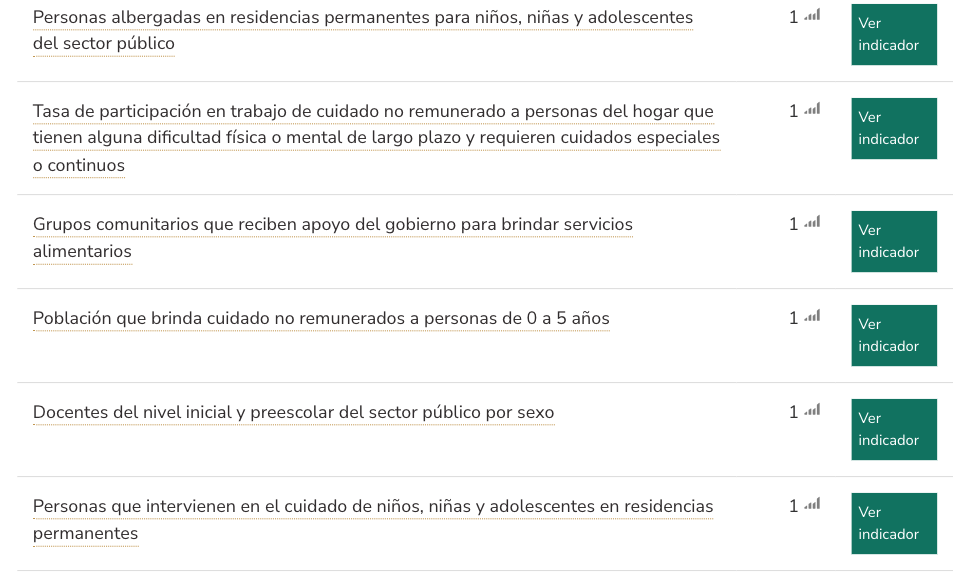 Personas albergadas en residencias permanentes para niños, niñas y adolescentes
del sector público
1
Ver
indicador
Tasa de participación en trabajo de cuidado no remunerado a personas del hogar que
tienen alguna dificultad física o mental de largo plazo y requieren cuidados especiales
o continuos
1
Ver
indicador
Grupos comunitarios que reciben apoyo del gobierno para brindar servicios
alimentarios
1
Ver
indicador
Población que brinda cuidado no remunerados a personas de 0 a 5 años
1
Ver
indicador
Docentes del nivel inicial y preescolar del sector público por sexo
1
Ver
indicador
Personas que intervienen en el cuidado de niños, niñas y adolescentes en residencias
permanentes
1
Ver
indicador